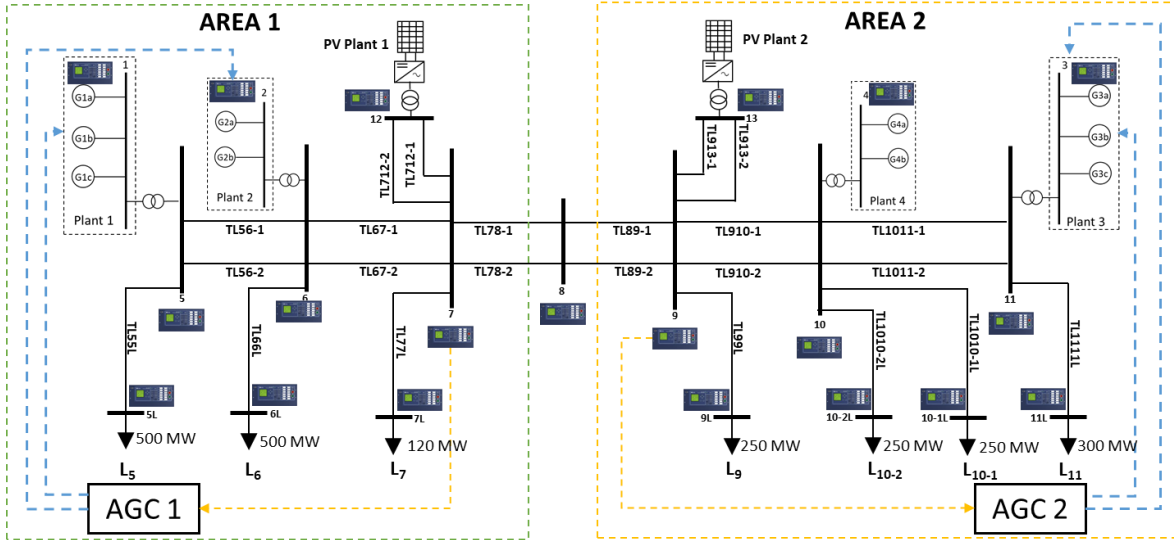 AREA 1
AREA 2
PV Plant 1
PV Plant 2
1
G1a
G1b
G1c
Plant 1
2
G2a
G2b
Plant 2
12
TL712-2
TL712-1
13
TL913-1
TL913-2
4
G4a
G4b
Plant 4
3
G3a
G3b
G3c
Plant 3
TL56-1
TL67-1
TL78-1
TL89-1
TL910-1
TL1011-1
TL56-2
TL67-2
TL78-2
TL89-2
TL910-2
TL1011-2
5
6
7
8
9
10
11
TL55L
TL66L
TL77L
TL99L
TL1010-2L
TL1010-1L
TL1111L
5L
6L
7L
9L
10-2L
10-1L
11L
500 MW
500 MW
120 MW
250 MW
250 MW
250 MW
300 MW
L5
L6
L7
L9
L10-2
L10-1
L11
AGC 1
AGC 2